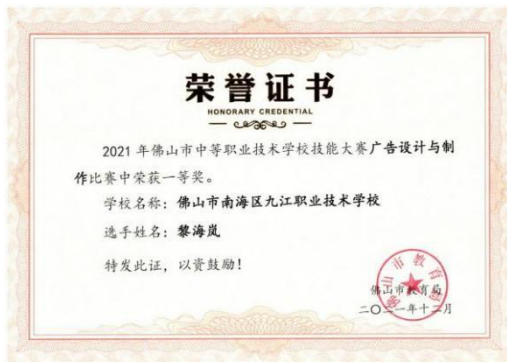 荣誉证书
HONORARY CREDENTIAL
2021 年佛山市中等职业技术学校技能大赛广告设计与制
作比赛中荣获一等奖。
学校名称：佛山市南海区九江职业技术学校
选手姓名：黎海岚
特发此证，以资鼓励！
佛山市教育局
二〇二一年十二月